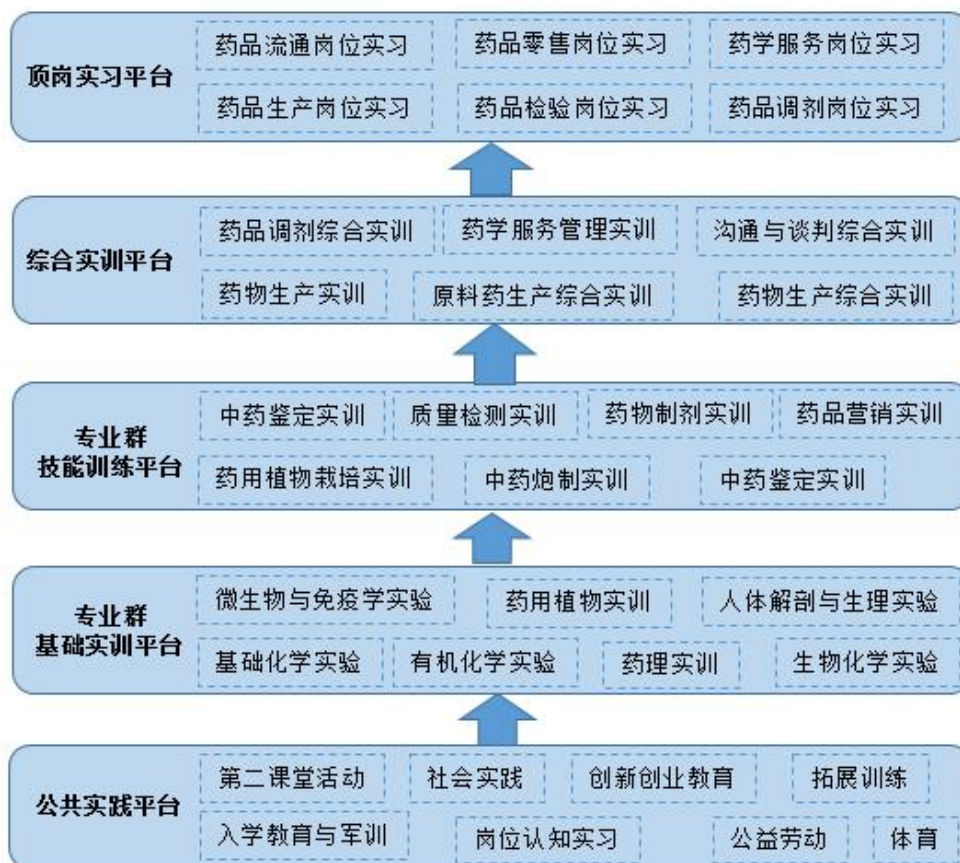 药品流通岗位实习 药品零售岗位实习 药学服务岗位实习
顶岗实习平台
药品生产岗位实习 药品检验岗位实习 药品调剂岗位实习
药品调剂综合实训 药学服务管理实训 沟通与谈判综合实训
综合实训平台
药物生产实训 原料药生产综合实训 药物生产综合实训
中药鉴定实训 质量检测实训 药物制剂实训 药品营销实训
专业群
技能训练平台
药用植物栽培实训 中药炮制实训 中药鉴定实训
微生物与免疫学实验 药用植物实训 人体解剖与生理实验
专业群
基础实训平台
基础化学实验 有机化学实验 药理实训 生物化学实验
第二课堂活动 社会实践 创新创业教育 拓展训练
公共实践平台
入学教育与军训 岗位认知实习 公益劳动 体育